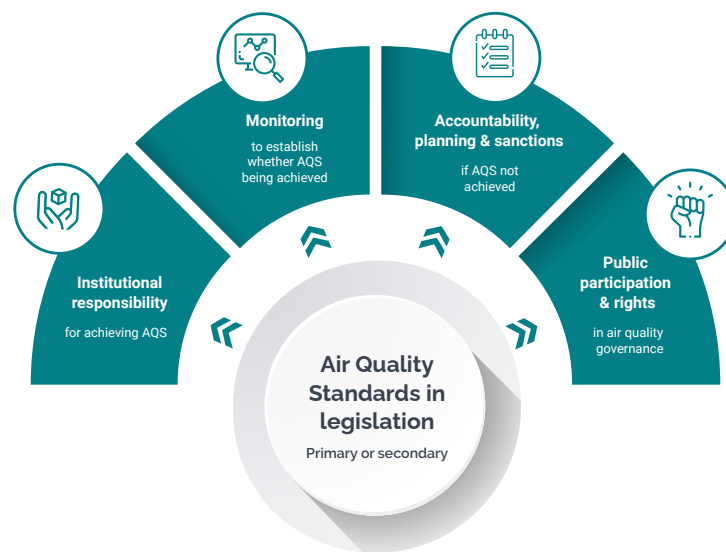 Monitoring
to establish
whether AQS
being achieved
Accountability,
planning & sanctions
if AQS not
achieved
Institutional
responsibility
for achieving AQS
Public
participation
& rights
in air quality
governance
Air Quality
Standards in
legislation
Primary or secondary